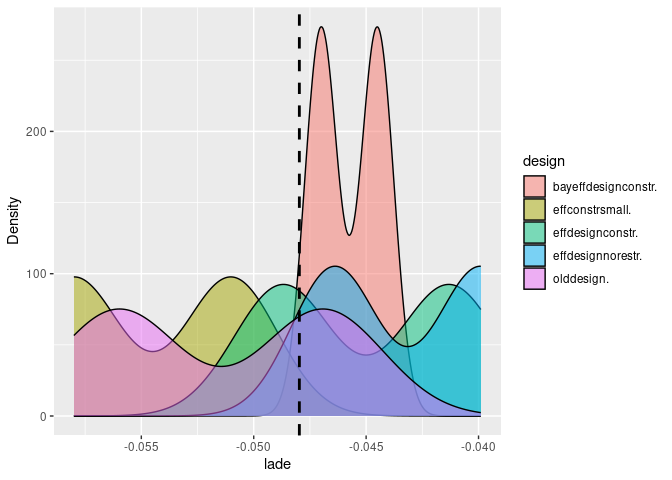 Density
200
100
0
-0.055
-0.050
-0.045
-0.040
lade
design
bayeffdesignconstr.
effconstrsmall.
effdesignconstr.
effdesignnorestr.
olddesign.